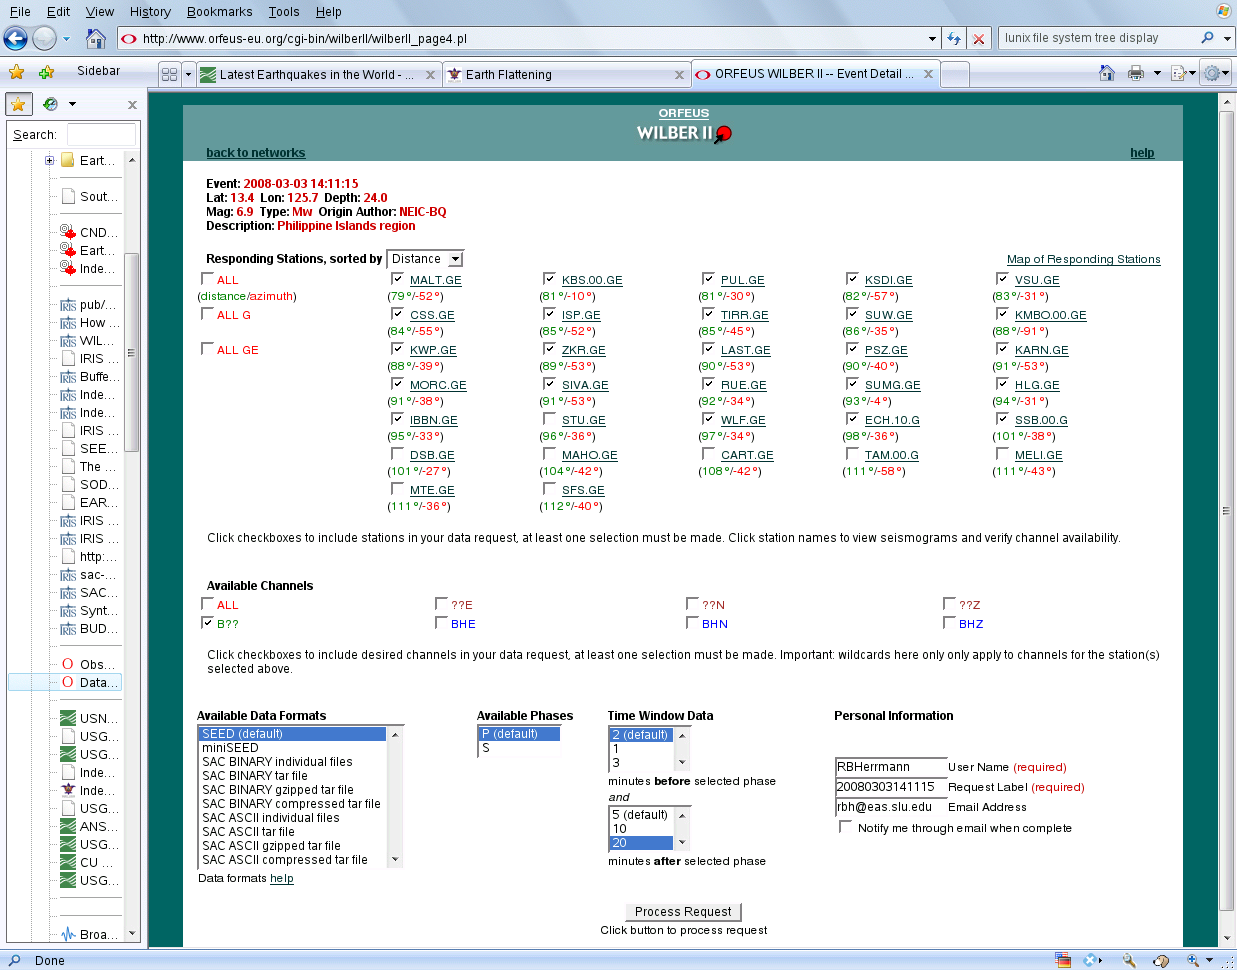 File Edit View History Bookmarks Tools Help
http://www.orfeus-eu.org/cgi-bin/wilberII/wilberII_page4.pl
lunix file system tree display
Sidebar
Latest Earthquakes in the World - ...
Earth Flattening
ORFEUS WILBER II -- Event Detail ...
Search:
Eart...
Sout...
CND...
Eart...
Inde...
pub/...
How ...
WIL...
IRIS ...
Buffe...
Inde...
Inde...
IRIS ...
SEE...
The ...
SOD...
EAR...
IRIS ...
IRIS ...
http:...
sac-...
SAC...
Synt...
BUD...
Obs...
Data...
USN...
USG...
USG...
Inde...
Inde...
USG...
ANS...
USG...
CU ...
USG...
Broa...
ORFEUS
WILBER II
back to networks
help
Event: 2008-03-03 14:11:15
Lat: 13.4 Lon: 125.7 Depth: 24.0
Mag: 6.9 Type: Mw Origin Author: NEIC-BQ
Description: Philippine Islands region
Responding Stations, sorted by Distance
Map of Responding Stations
ALL MALT.GE KBS.00.GE PUL.GE KSDI.GE VSU.GE
(distance/azimuth) (79°/-52°) (81°/-10°) (81°/-30°) (82°/-57°) (83°/-31°)
ALL G CSS.GE ISP.GE TIRR.GE SUW.GE KMBO.00.GE
(84°/-55°) (85°/-52°) (85°/-45°) (86°/-35°) (88°/-91°)
ALL GE KWP.GE ZKR.GE LAST.GE PSZ.GE KARN.GE
(88°/-39°) (89°/-53°) (90°/-53°) (90°/-40°) (91°/-53°)
MORC.GE SIVA.GE RUE.GE SUMG.GE HLG.GE
(91°/-38°) (91°/-53°) (92°/-34°) (93°/-4°) (94°/-31°)
IBBN.GE STU.GE WLF.GE ECH.10.G SSB.00.G
(95°/-33°) (96°/-36°) (97°/-34°) (98°/-36°) (101°/-38°)
DSB.GE MAHO.GE CART.GE TAM.00.G MELI.GE
(101°/-27°) (104°/-42°) (108°/-42°) (111°/-58°) (111°/-43°)
MTE.GE SFS.GE
(111°/-36°) (112°/-40°)
Click checkboxes to include stations in your data request, at least one selection must be made. Click station names to view seismograms and verify channel availability.
Available Channels
ALL ??E ??N ??Z
B?? BHE BHN BHZ
Click checkboxes to include desired channels in your data request, at least one selection must be made. Important: wildcards here only only apply to channels for the station(s)
selected above.
Available Data Formats
SEED (default)
miniSEED
SAC BINARY individual files
SAC BINARY tar file
SAC BINARY gzipped tar file
SAC BINARY compressed tar file
SAC ASCII individual files
SAC ASCII tar file
SAC ASCII gzipped tar file
SAC ASCII compressed tar file
Data formats help
Available Phases
P (default)
S
Time Window Data
2 (default)
1
3
minutes before selected phase
and
5 (default)
10
20
minutes after selected phase
Personal Information
RBHerrmann User Name (required)
20080303141115 Request Label (required)
rbh@eas.slu.edu Email Address
Notify me through email when complete
Process Request
Click button to process request
Done